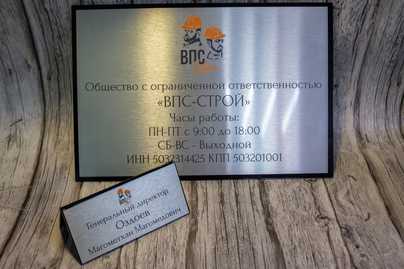 ВПС
Общество с ограниченной ответственностью
«ВПС-СТРОЙ»
Часы работы:
ПН-ПТ с 9:00 до 18:00
СБ-ВС - Выходной
ИНН 5032314425 КПП 503201001
Генеральный директор
Оздоев
Магометхан Магомедович